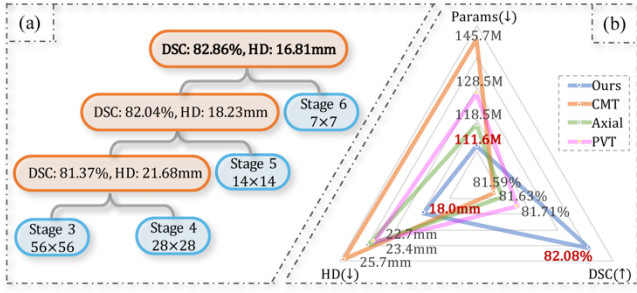 (a)
DSC: 82.86%, HD: 16.81mm
DSC: 82.04%, HD: 18.23mm
Stage 6
7×7
DSC: 81.37%, HD: 21.68mm
Stage 5
14×14
Stage 3
56×56
Stage 4
28×28
(b)
Params(↓)
145.7M
128.5M
118.5M
111.6M
Ours
CMT
Axial
PVT
81.59%
81.63%
81.71%
82.08%
DSC(↑)
18.0mm
22.7mm
23.4mm
25.7mm
HD(↓)